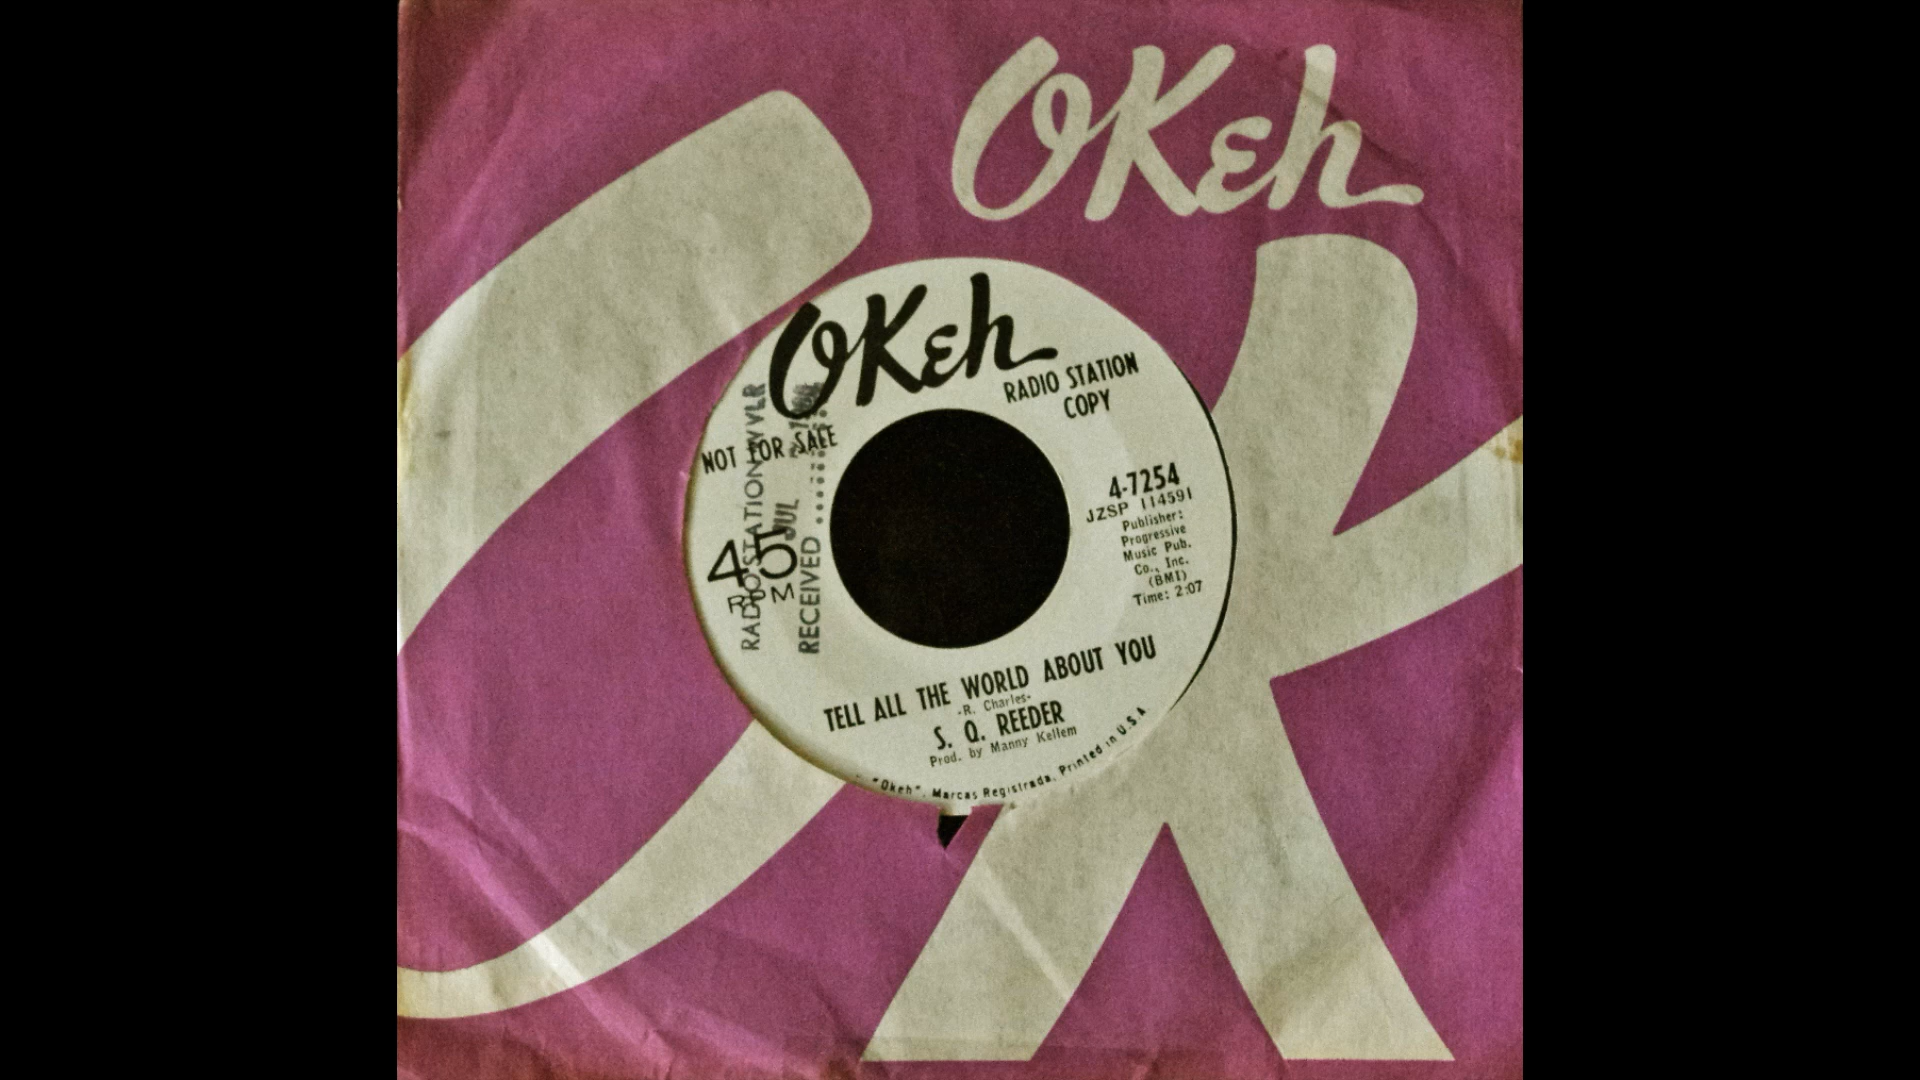 OKeh
OKeh
RADIO STATION
COPY
NOT FOR SALE
RADIO STATION WVLR
JUL
RECEIVED
45
RPM
4-7254
JZSP 114591
Publisher:
Progressive
Music Pub.
Co., Inc.
(BMI)
Time: 2:07
TELL ALL THE WORLD ABOUT YOU
-R. Charles-
S. Q. REEDER
Prod. by Manny Kellem
"Okeh", Marcas Registrada. Printed in U.S.A